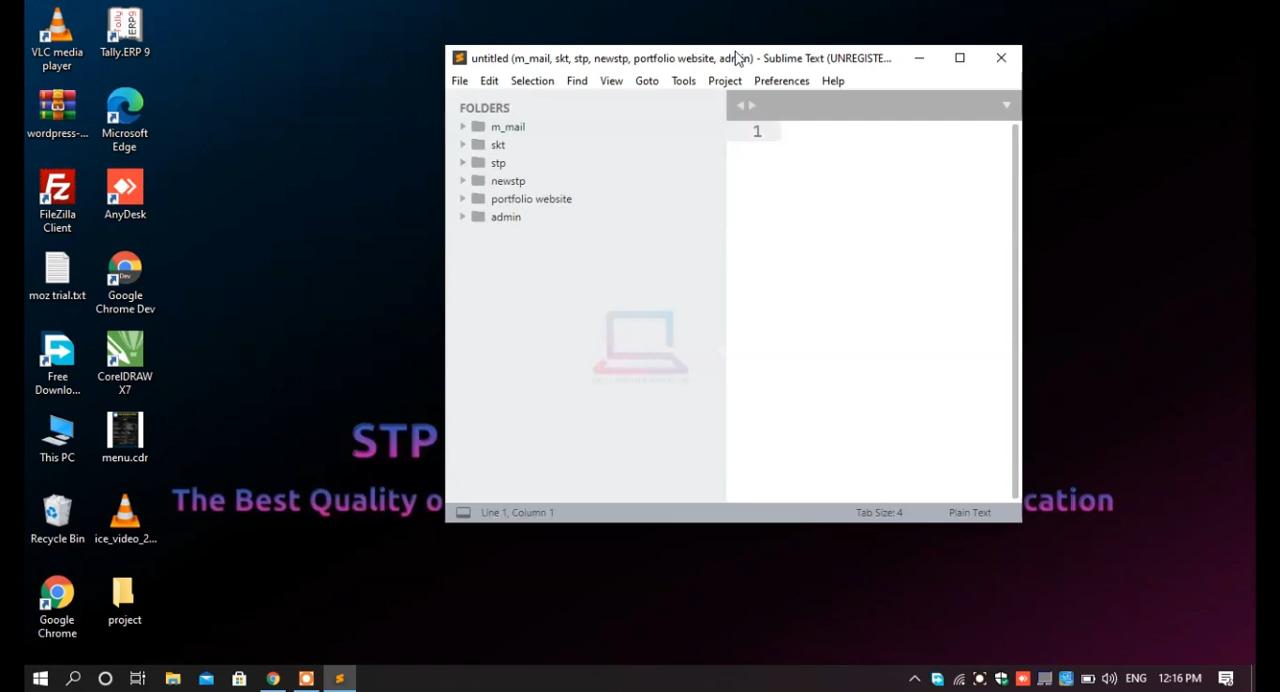 VLC media player
Tally.ERP 9
wordpress-...
Microsoft Edge
FileZilla Client
AnyDesk
moz trial.txt
Google Chrome Dev
Free Downlo...
CorelDRAW X7
This PC
menu.cdr
Recycle Bin
ice_video_2...
Google Chrome
project
untitled (m_mail, skt, stp, newstp, portfolio website, admin) - Sublime Text (UNREGISTE...
File Edit Selection Find View Goto Tools Project Preferences Help
FOLDERS
m_mail
skt
stp
newstp
portfolio website
admin
1
Line 1, Column 1
Tab Size: 4
Plain Text
STP
The Best Quality o
cation
ENG
12:16 PM